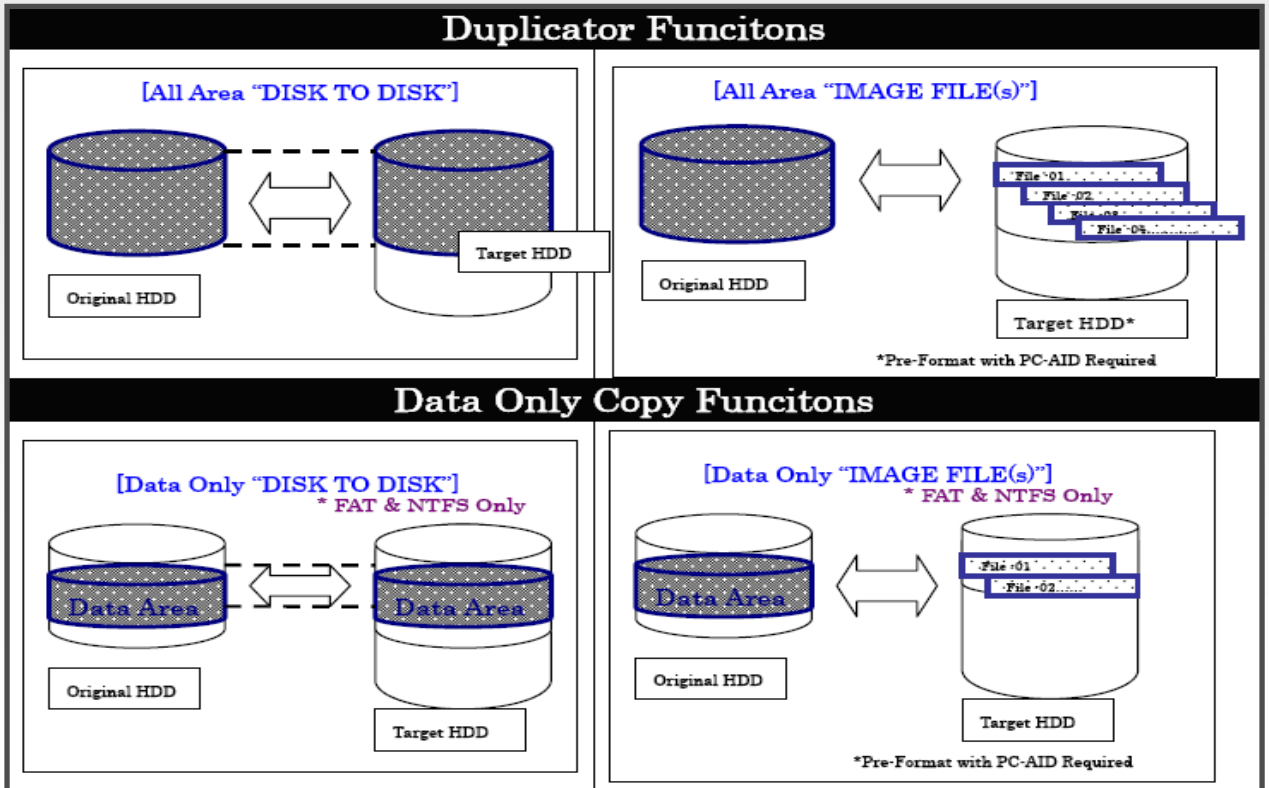 Duplicator Funcitons
[All Area “DISK TO DISK”]
Target HDD
Original HDD
[All Area “IMAGE FILE(s)”]
File -01
File -02
File -03
File -04.........
Original HDD
Target HDD*
*Pre-Format with PC-AID Required
Data Only Copy Funcitons
[Data Only “DISK TO DISK”]
* FAT & NTFS Only
Data Area
Data Area
Original HDD
Target HDD
[Data Only “IMAGE FILE(s)”]
* FAT & NTFS Only
File -01
File -02......
Data Area
Original HDD
Target HDD
*Pre-Format with PC-AID Required